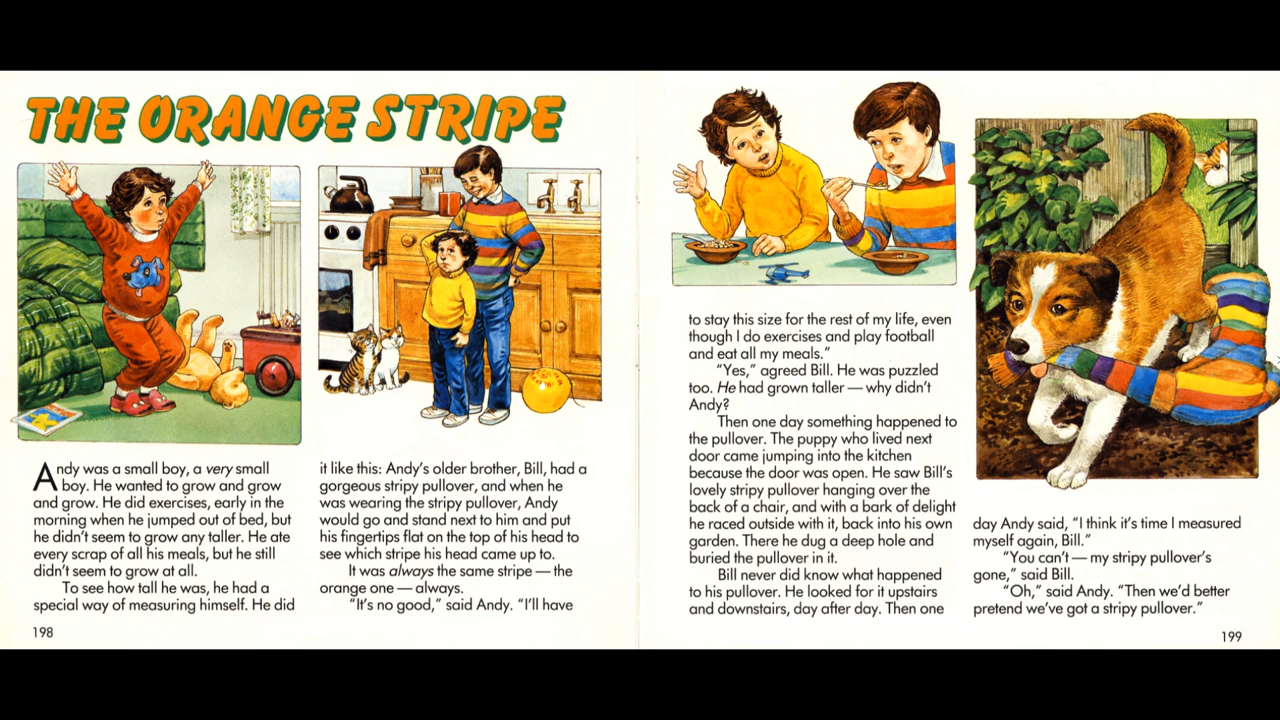 THE ORANGE STRIPE
Andy was a small boy, a very small
boy. He wanted to grow and grow
and grow. He did exercises, early in the
morning when he jumped out of bed, but
he didn't seem to grow any taller. He ate
every scrap of all his meals, but he still
didn't seem to grow at all.
To see how tall he was, he had a
special way of measuring himself. He did
198
it like this: Andy's older brother, Bill, had a
gorgeous stripy pullover, and when he
was wearing the stripy pullover, Andy
would go and stand next to him and put
his fingertips flat on the top of his head to
see which stripe his head came up to.
It was always the same stripe — the
orange one — always.
"It's no good," said Andy. "I'll have
to stay this size for the rest of my life, even
though I do exercises and play football
and eat all my meals."
"Yes," agreed Bill. He was puzzled
too. He had grown taller — why didn't
Andy?
Then one day something happened to
the pullover. The puppy who lived next
door came jumping into the kitchen
because the door was open. He saw Bill's
lovely stripy pullover hanging over the
back of a chair, and with a bark of delight
he raced outside with it, back into his own
garden. There he dug a deep hole and
buried the pullover in it.
Bill never did know what happened
to his pullover. He looked for it upstairs
and downstairs, day after day. Then one
day Andy said, "I think it's time I measured
myself again, Bill."
"You can't — my stripy pullover's
gone," said Bill.
"Oh," said Andy. "Then we'd better
pretend we've got a stripy pullover."
199